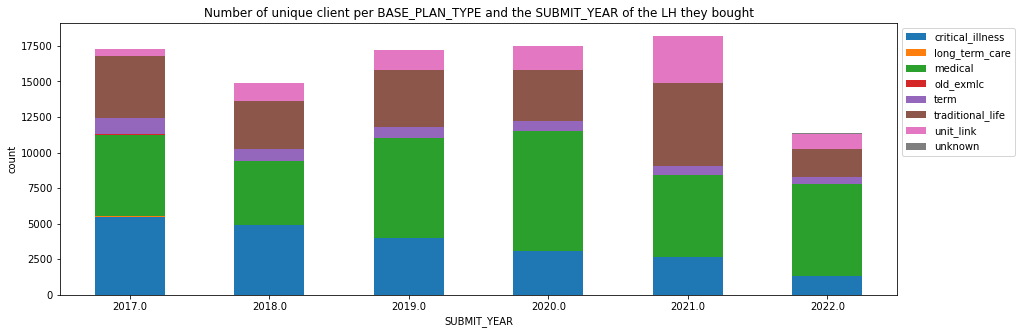 Number of unique client per BASE_PLAN_TYPE and the SUBMIT_YEAR of the LH they bought
17500
15000
12500
10000
7500
5000
2500
0
count
2017.0 2018.0 2019.0 2020.0 2021.0 2022.0
SUBMIT_YEAR
critical_illness
long_term_care
medical
old_exmlc
term
traditional_life
unit_link
unknown